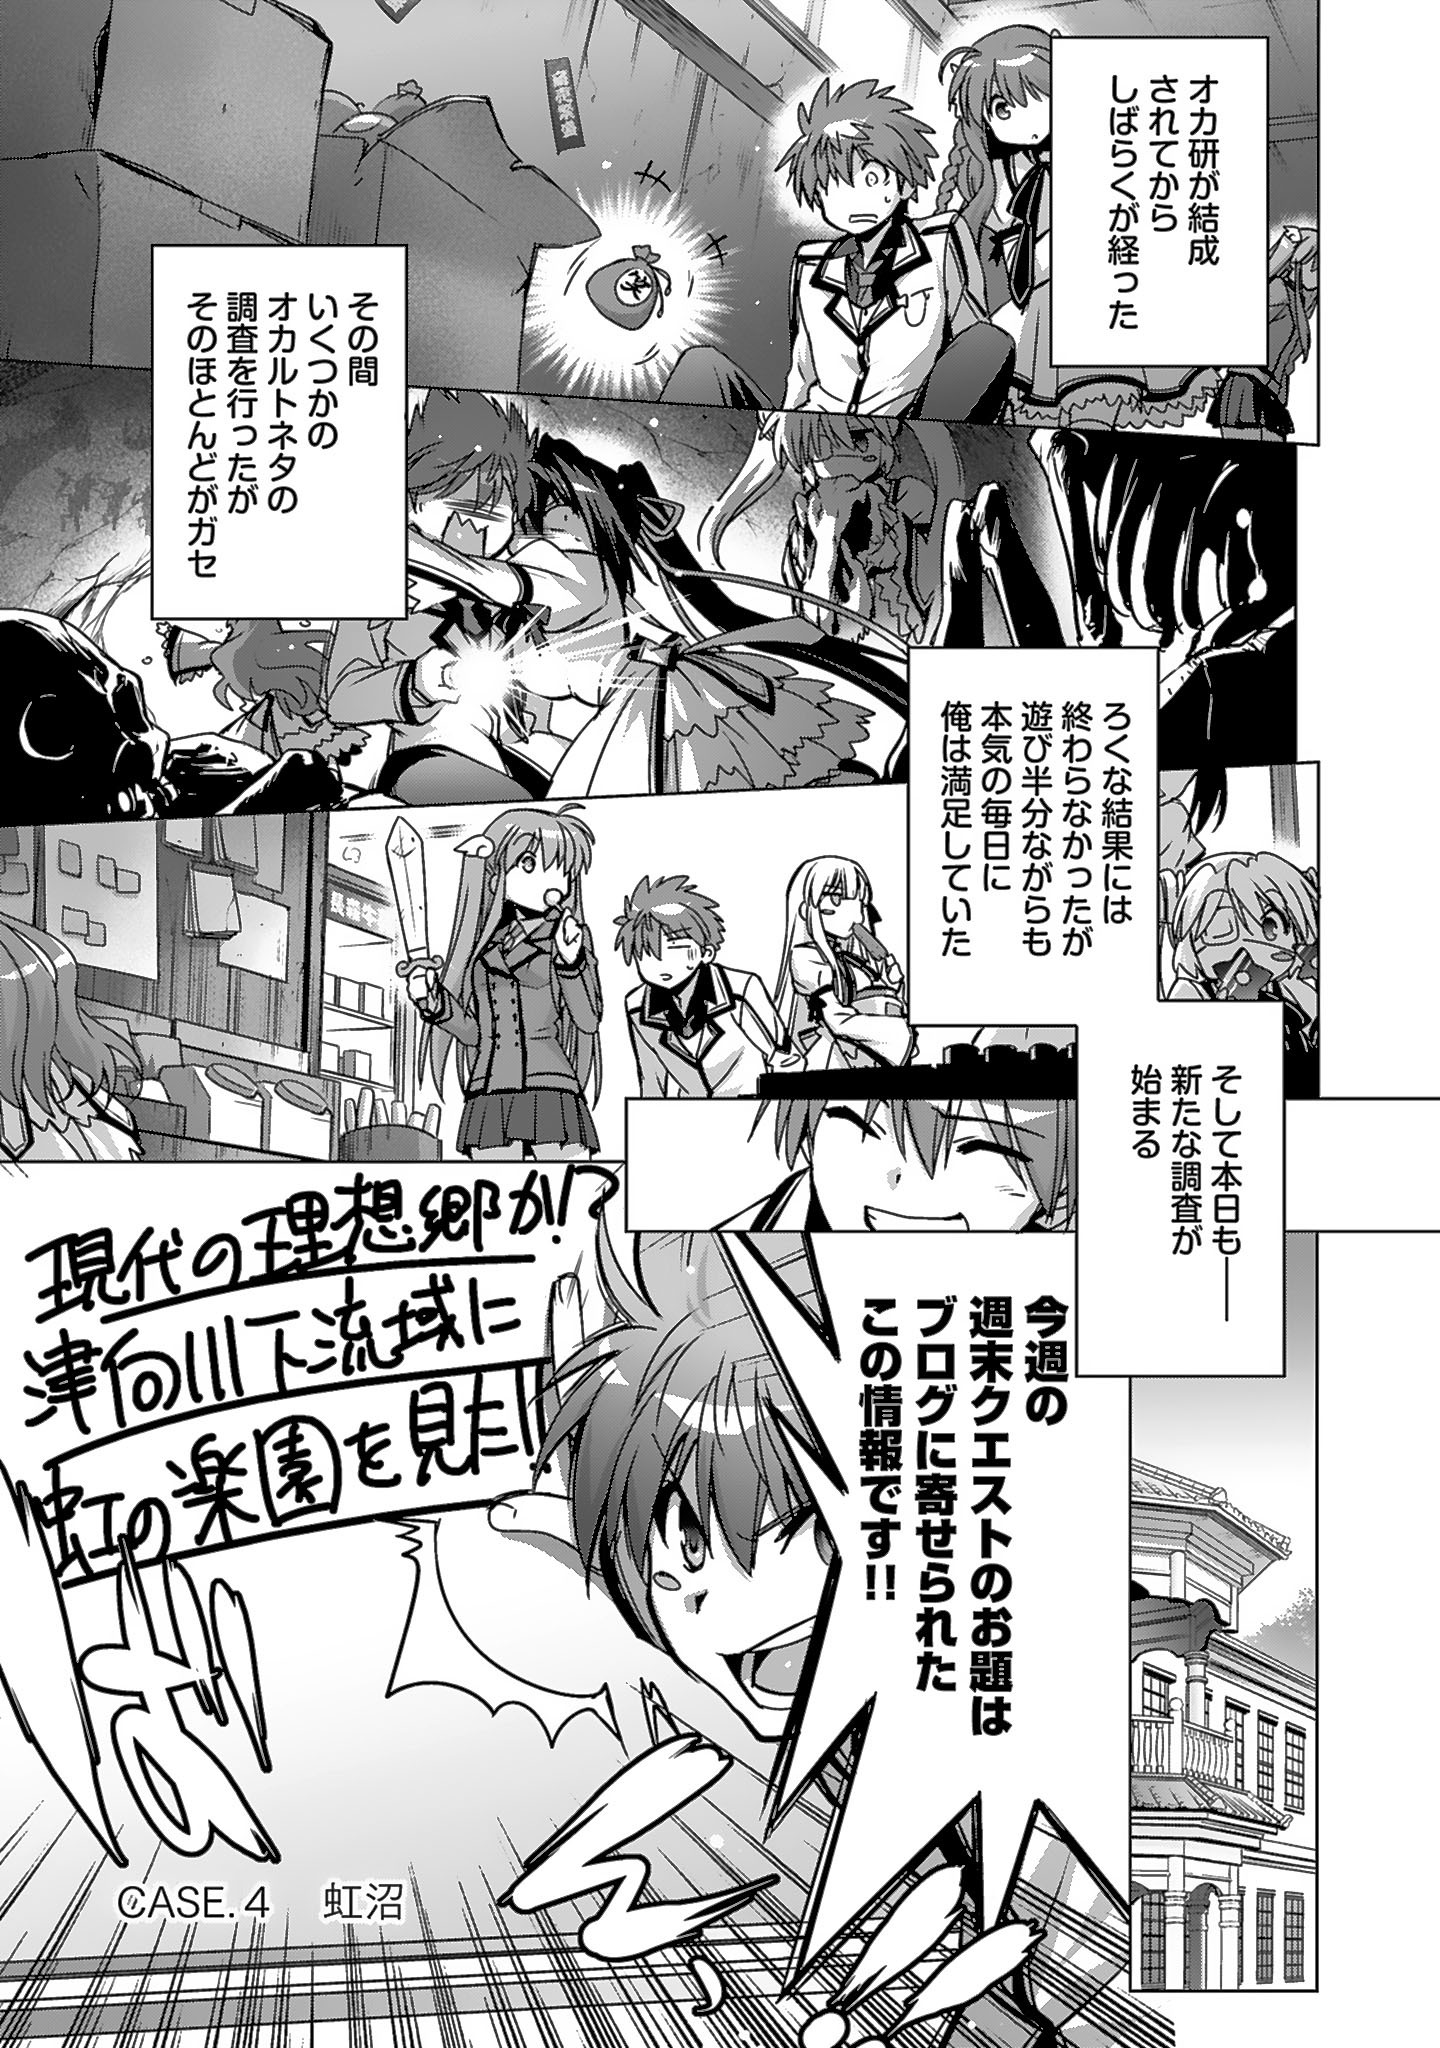 オカ研が結成
されてから
しばらくが経った
その間
いくつかの
オカルトネタの
調査を行ったが
そのほとんどがガセ
ろくな結果には
終わらなかったが
遊び半分ながらも
本気の毎日に
俺は満足していた
そして本日も――
新たな調査が
始まる
今週の
週末クエストのお題は
ブログに寄せられた
この情報です!!
現代の理想郷か!?
津向川下流域に
虹の楽園を見た!!
CASE.4 虹沼